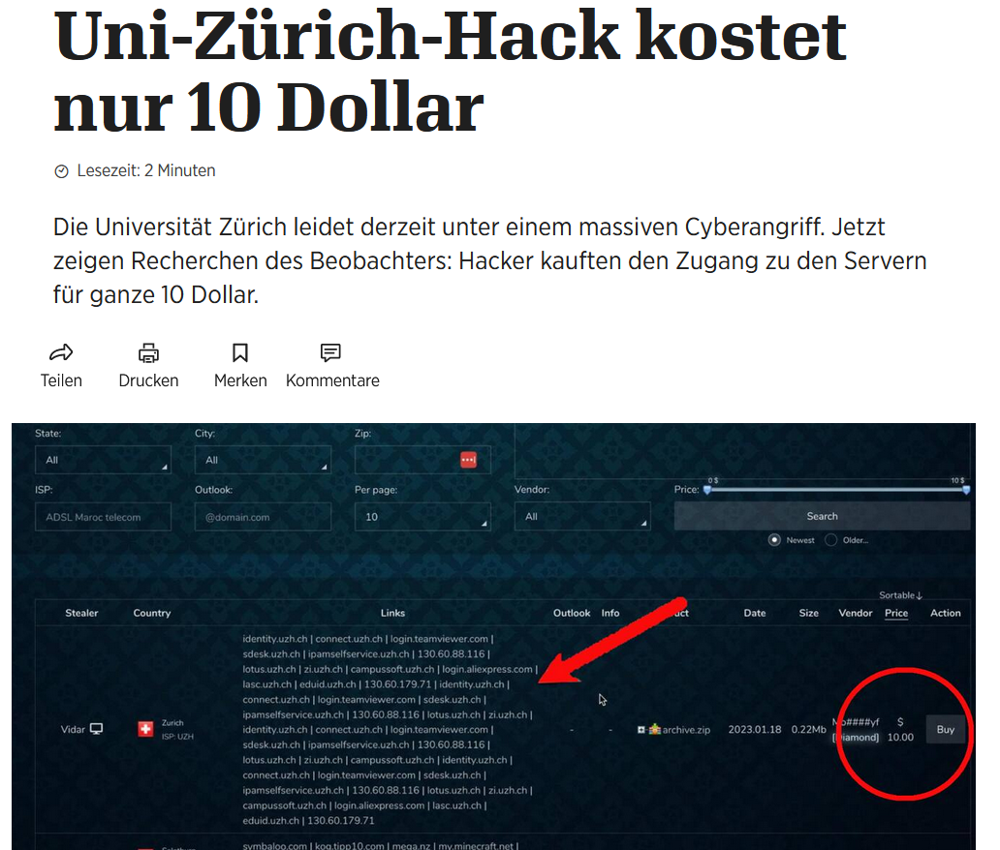 Uni-Zürich-Hack kostet
nur 10 Dollar
Lesezeit: 2 Minuten
Die Universität Zürich leidet derzeit unter einem massiven Cyberangriff. Jetzt
zeigen Recherchen des Beobachters: Hacker kauften den Zugang zu den Servern
für ganze 10 Dollar.
Teilen Drucken Merken Kommentare
State: City: Zip:
All All
0 $ 10 $
ISP: Outlook: Per page: Vendor: Price:
ADSL Maroc telecom @domain.com 10 All Search
Newest Older...
Sortable ↓
Stealer Country Links Outlook Info Date Size Vendor Price Action
identity.uzh.ch | connect.uzh.ch | login.teamviewer.com |
sdesk.uzh.ch | ipamselfservice.uzh.ch | 130.60.88.116 |
lotus.uzh.ch | zi.uzh.ch | campussoft.uzh.ch | login.aliexpress.com |
lasc.uzh.ch | eduid.uzh.ch | 130.60.179.71 | identity.uzh.ch |
connect.uzh.ch | login.teamviewer.com | sdesk.uzh.ch |
ipamselfservice.uzh.ch | 130.60.88.116 | lotus.uzh.ch | zi.uzh.ch |
identity.uzh.ch | connect.uzh.ch | login.teamviewer.com |
sdesk.uzh.ch | ipamselfservice.uzh.ch | 130.60.88.116 |
lotus.uzh.ch | zi.uzh.ch | campussoft.uzh.ch | identity.uzh.ch |
connect.uzh.ch | login.teamviewer.com | sdesk.uzh.ch |
ipamselfservice.uzh.ch | 130.60.88.116 | lotus.uzh.ch | zi.uzh.ch |
campussoft.uzh.ch | login.aliexpress.com | lasc.uzh.ch |
eduid.uzh.ch | 130.60.179.71
Vidar Zurich
ISP: UZH
- - archive.zip 2023.01.18 0.22Mb
[Diamond] $ 10.00 Buy
symbaloo.com | kog.tipp10.com | mega.nz | my.minecraft.net |